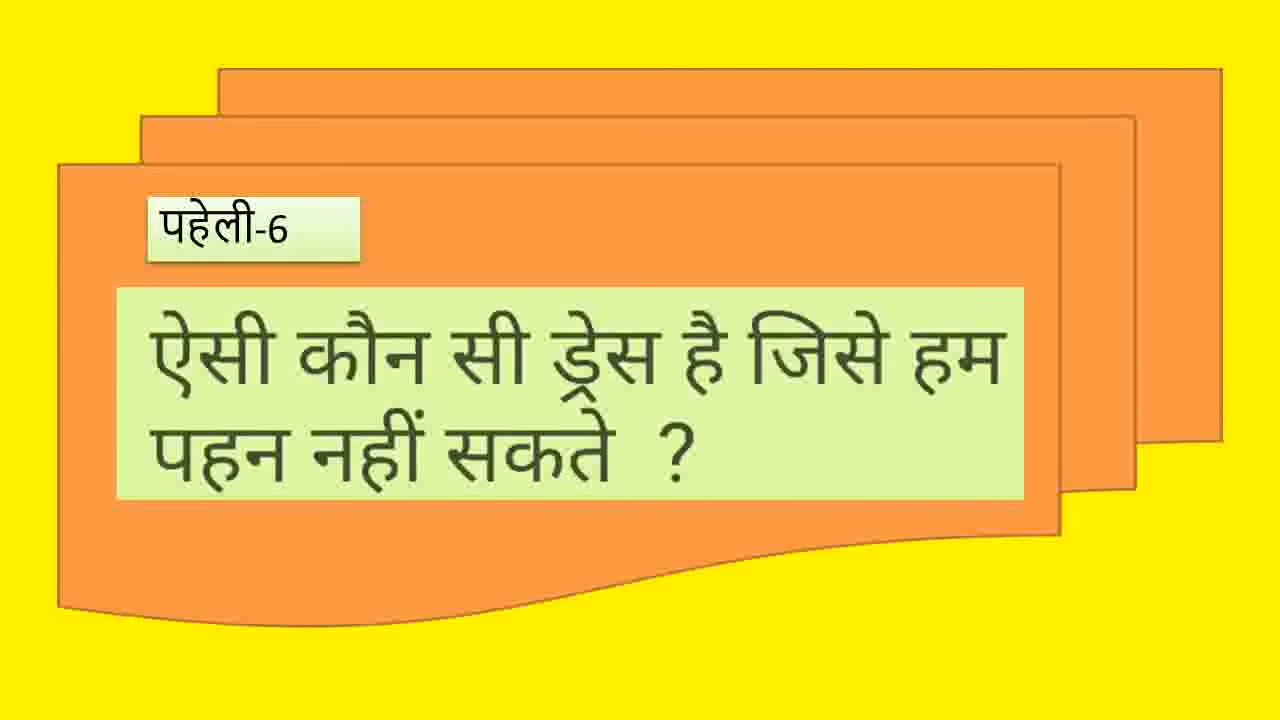 पहेली-6
ऐसी कौन सी ड्रेस है जिसे हम
पहन नहीं सकते ?